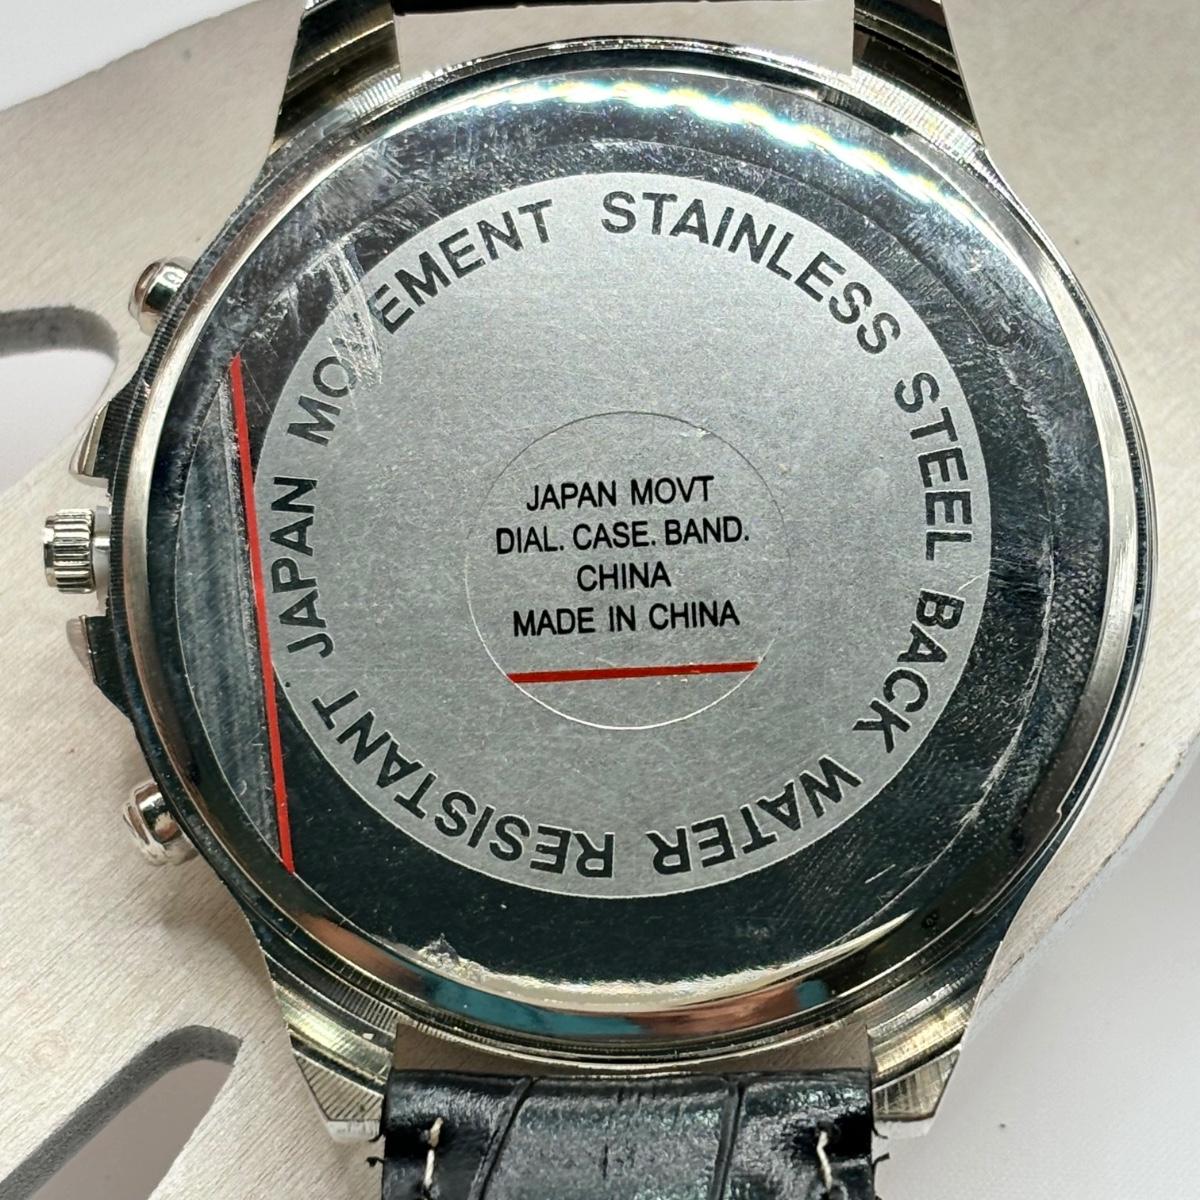 JAPAN MOVEMENT STAINLESS STEEL BACK WATER RESISTANT
JAPAN MOVT
DIAL. CASE. BAND.
CHINA
MADE IN CHINA